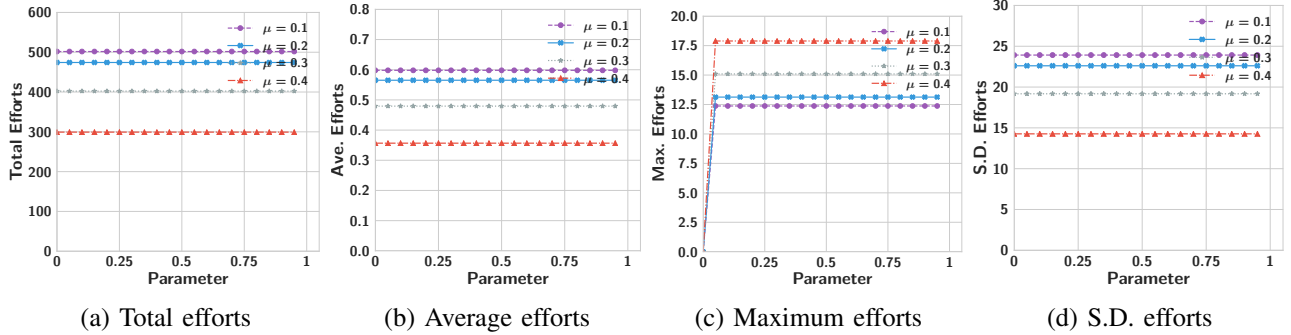 Total Efforts
600
500
400
300
200
100
0
0 0.25 0.5 0.75 1
Parameter
μ = 0.1
μ = 0.2
μ = 0.3
μ = 0.4
(a) Total efforts
Ave. Efforts
0.8
0.7
0.6
0.5
0.4
0.3
0.2
0.1
0.0
0 0.25 0.5 0.75 1
Parameter
μ = 0.1
μ = 0.2
μ = 0.3
μ = 0.4
(b) Average efforts
Max. Efforts
20.0
17.5
15.0
12.5
10.0
7.5
5.0
2.5
0.0
0 0.25 0.5 0.75 1
Parameter
μ = 0.1
μ = 0.2
μ = 0.3
μ = 0.4
(c) Maximum efforts
S.D. Efforts
30
25
20
15
10
5
0
0 0.25 0.5 0.75 1
Parameter
μ = 0.1
μ = 0.2
μ = 0.3
μ = 0.4
(d) S.D. efforts